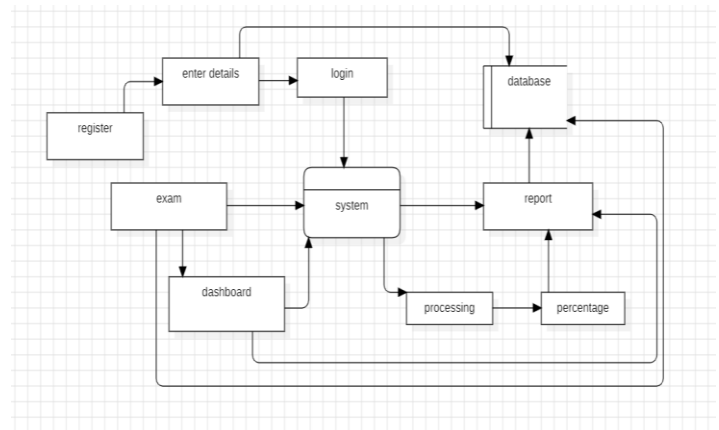 enter details
login
database
register
exam
system
report
dashboard
processing
percentage